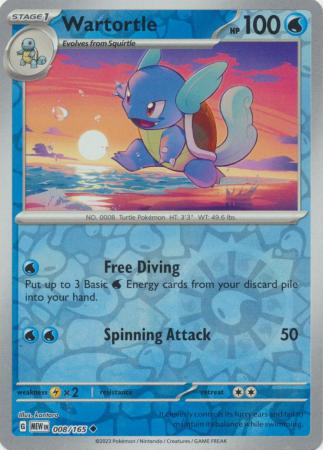 STAGE 1
Wartortle
HP 100
Evolves from Squirtle
NO. 0008 Turtle Pokémon HT: 3'3" WT: 49.6 lbs.
Free Diving
Put up to 3 Basic Energy cards from your discard pile
into your hand.
Spinning Attack 50
weakness ×2 resistance retreat
illus. kantaro
G MEW EN 008/165
It cleverly controls its furry ears and tail to
maintain its balance while swimming.
©2023 Pokémon / Nintendo / Creatures / GAME FREAK